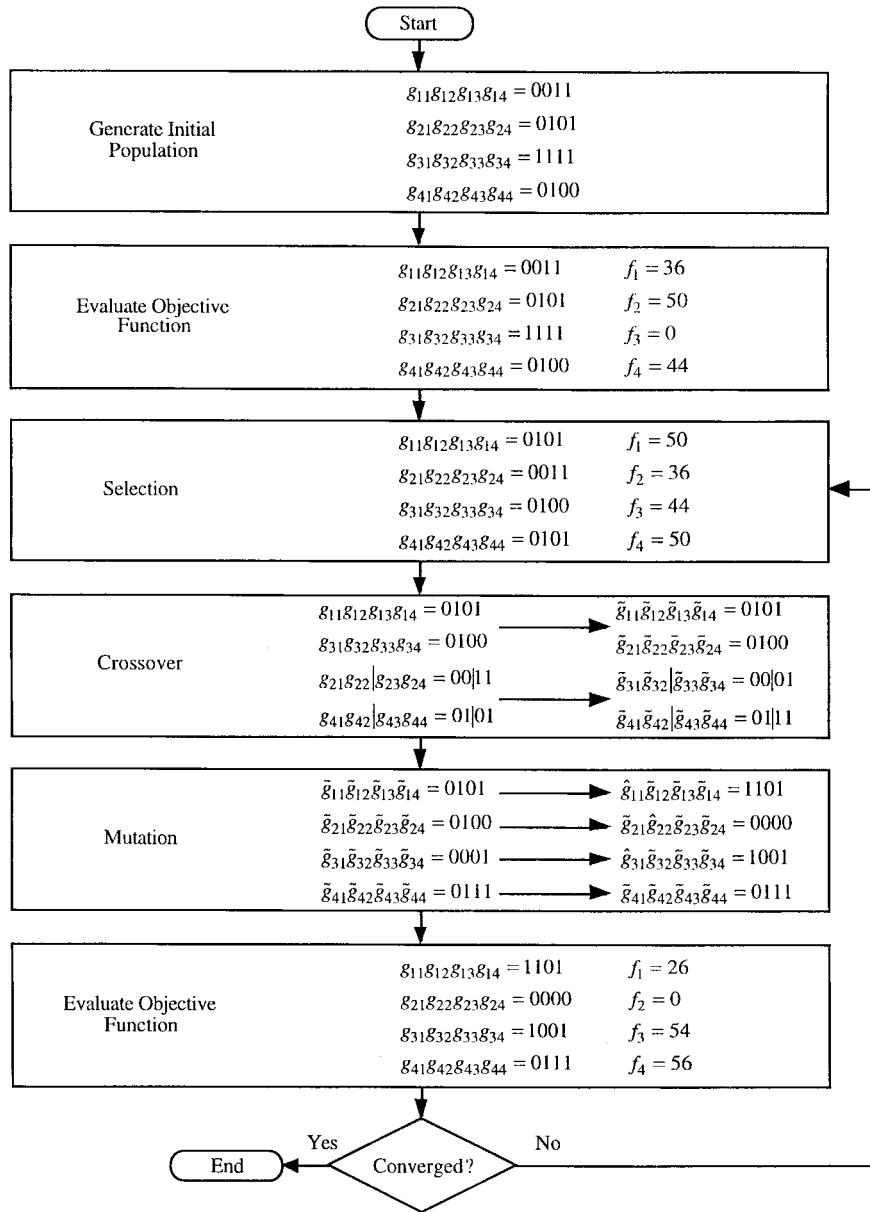 Start
Generate Initial
Population
g₁₁g₁₂g₁₃g₁₄ = 0011
g₂₁g₂₂g₂₃g₂₄ = 0101
g₃₁g₃₂g₃₃g₃₄ = 1111
g₄₁g₄₂g₄₃g₄₄ = 0100
Evaluate Objective
Function
g₁₁g₁₂g₁₃g₁₄ = 0011 f₁ = 36
g₂₁g₂₂g₂₃g₂₄ = 0101 f₂ = 50
g₃₁g₃₂g₃₃g₃₄ = 1111 f₃ = 0
g₄₁g₄₂g₄₃g₄₄ = 0100 f₄ = 44
Selection
g₁₁g₁₂g₁₃g₁₄ = 0101 f₁ = 50
g₂₁g₂₂g₂₃g₂₄ = 0011 f₂ = 36
g₃₁g₃₂g₃₃g₃₄ = 0100 f₃ = 44
g₄₁g₄₂g₄₃g₄₄ = 0101 f₄ = 50
Crossover
g₁₁g₁₂g₁₃g₁₄ = 0101 g̃₁₁g̃₁₂g̃₁₃g̃₁₄ = 0101
g₃₁g₃₂g₃₃g₃₄ = 0100 g̃₂₁g̃₂₂g̃₂₃g̃₂₄ = 0100
g₂₁g₂₂|g₂₃g₂₄ = 00|11 g̃₃₁g̃₃₂|g̃₃₃g̃₃₄ = 00|01
g₄₁g₄₂|g₄₃g₄₄ = 01|01 g̃₄₁g̃₄₂|g̃₄₃g̃₄₄ = 01|11
Mutation
g̃₁₁g̃₁₂g̃₁₃g̃₁₄ = 0101 ĝ₁₁g̃₁₂g̃₁₃g̃₁₄ = 1101
g̃₂₁g̃₂₂g̃₂₃g̃₂₄ = 0100 g̃₂₁ĝ₂₂g̃₂₃g̃₂₄ = 0000
g̃₃₁g̃₃₂g̃₃₃g̃₃₄ = 0001 ĝ₃₁g̃₃₂g̃₃₃g̃₃₄ = 1001
g̃₄₁g̃₄₂g̃₄₃g̃₄₄ = 0111 g̃₄₁g̃₄₂g̃₄₃g̃₄₄ = 0111
Evaluate Objective
Function
g₁₁g₁₂g₁₃g₁₄ = 1101 f₁ = 26
g₂₁g₂₂g₂₃g₂₄ = 0000 f₂ = 0
g₃₁g₃₂g₃₃g₃₄ = 1001 f₃ = 54
g₄₁g₄₂g₄₃g₄₄ = 0111 f₄ = 56
Yes
No
End
Converged?